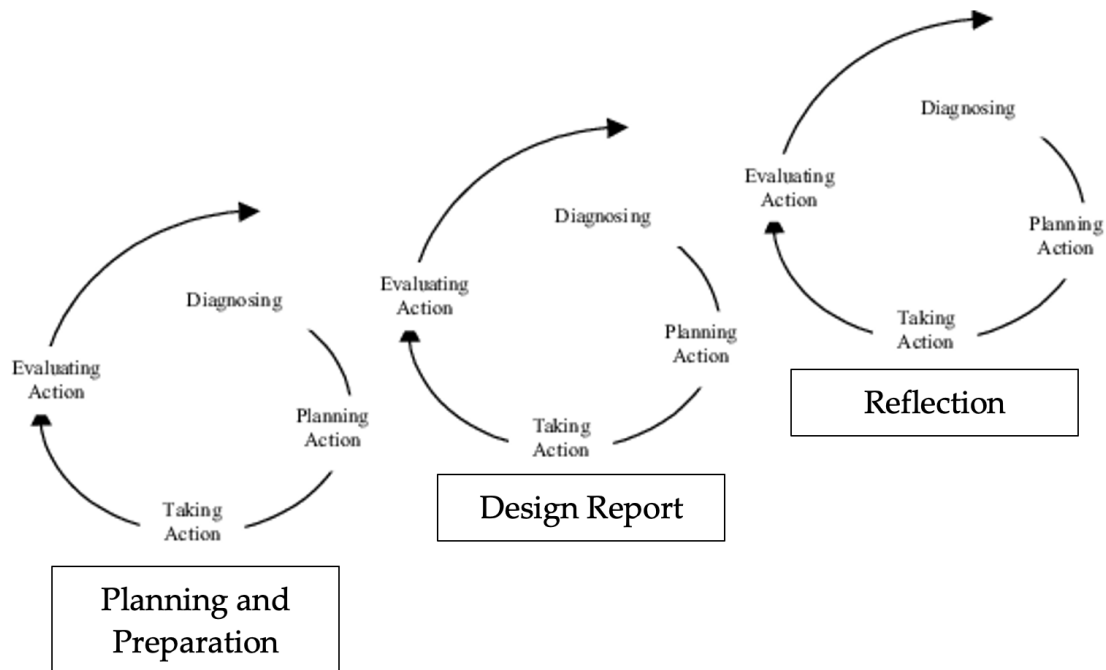 Diagnosing
Planning
Action
Taking
Action
Evaluating
Action
Planning and
Preparation
Diagnosing
Planning
Action
Taking
Action
Evaluating
Action
Design Report
Diagnosing
Planning
Action
Taking
Action
Evaluating
Action
Reflection